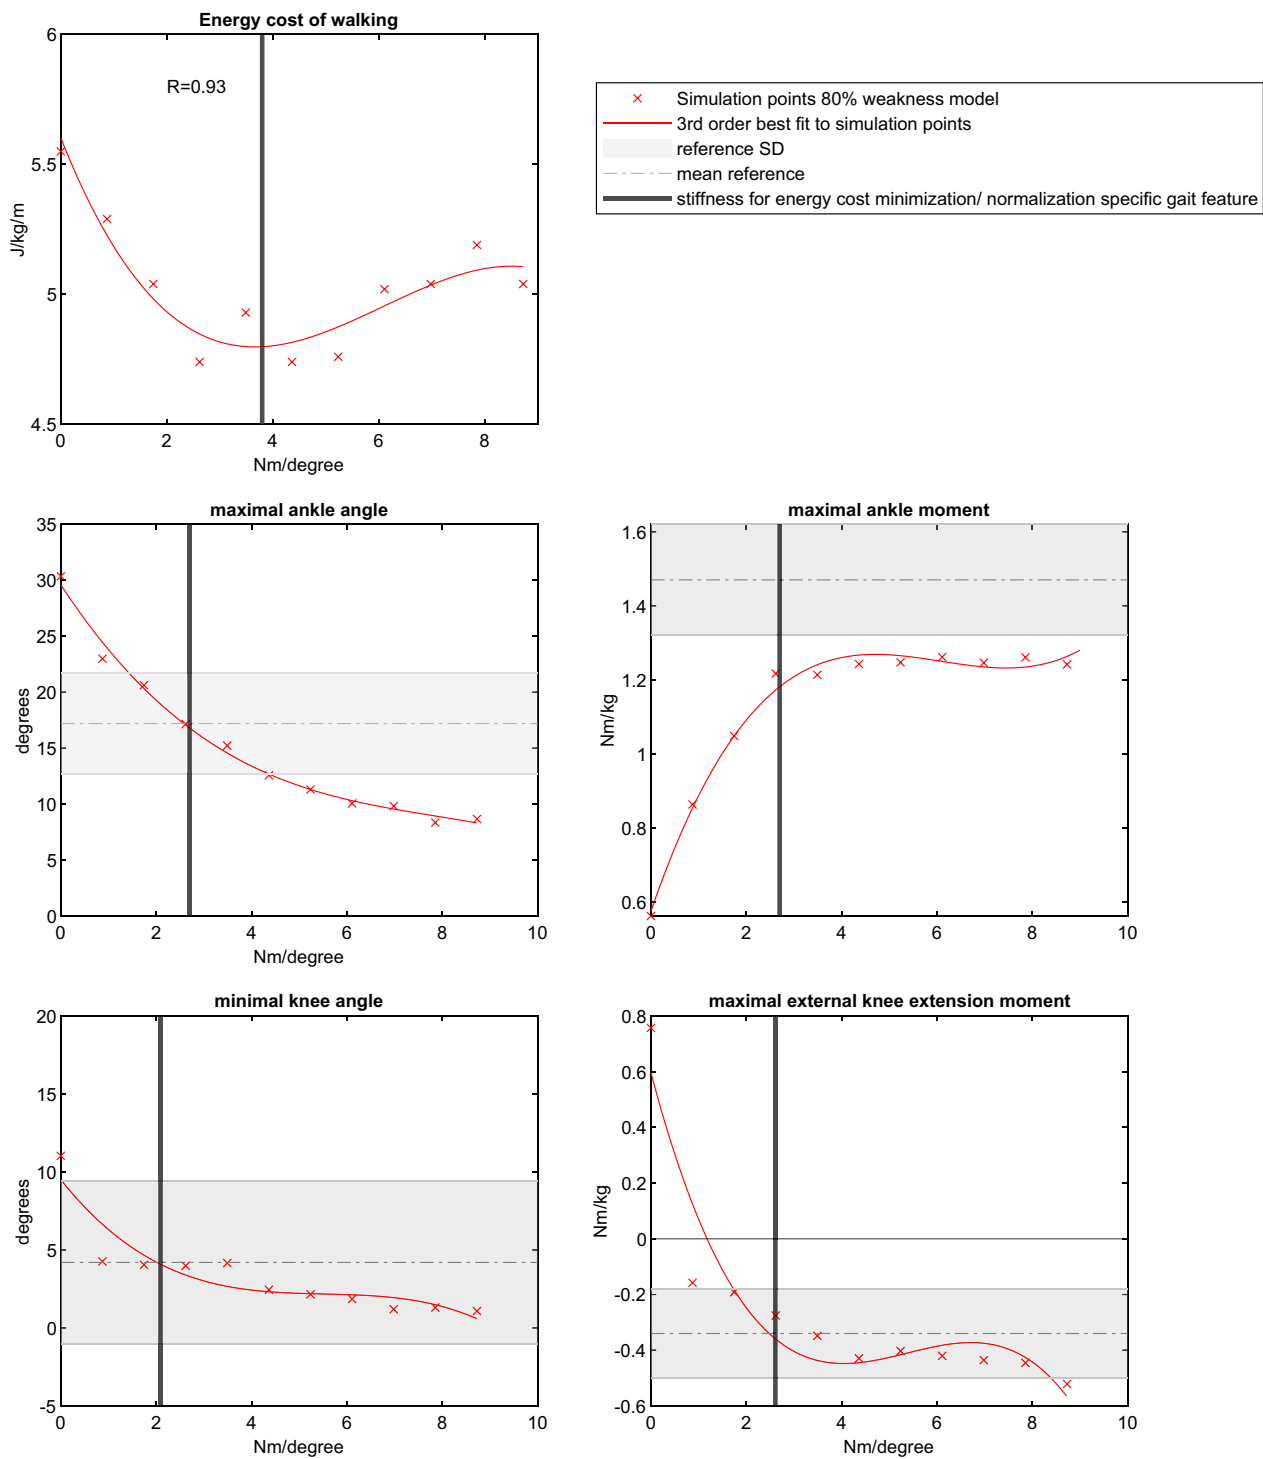 Energy cost of walking
6
5.5
5
4.5
J/kg/m
R=0.93
0 2 4 6 8
Nm/degree
Simulation points 80% weakness model
3rd order best fit to simulation points
reference SD
mean reference
stiffness for energy cost minimization/ normalization specific gait feature
maximal ankle angle
35
30
25
20
15
10
5
0
degrees
0 2 4 6 8 10
Nm/degree
maximal ankle moment
1.6
1.4
1.2
1
0.8
0.6
Nm/kg
0 2 4 6 8 10
minimal knee angle
20
15
10
5
0
-5
degrees
0 2 4 6 8 10
Nm/degree
maximal external knee extension moment
0.8
0.6
0.4
0.2
0
-0.2
-0.4
-0.6
Nm/kg
0 2 4 6 8 10
Nm/degree